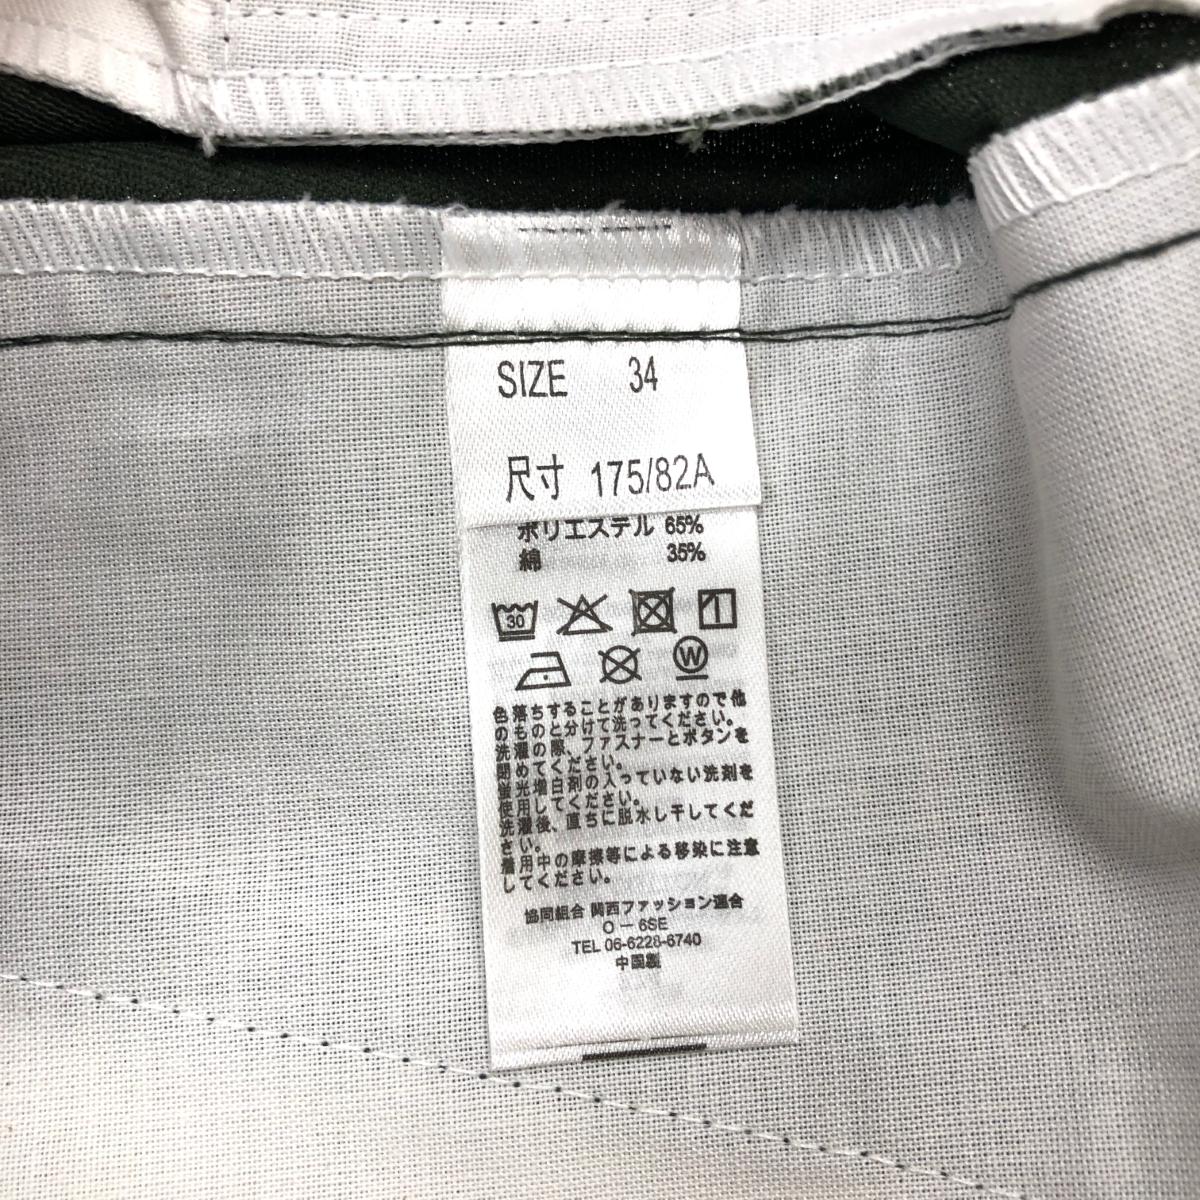 SIZE 34
尺寸 175/82A
ポリエステル 65%
綿 35%
30
W
色落ちすることがありますので他
のものと分けて洗ってください。
洗濯の際、ファスナーとボタンを
閉めてください。
蛍光増白剤の入っていない洗剤を
使用してください。
洗濯後、直ちに脱水し干してくだ
さい。
着用中の摩擦等による移染に注意
してください。
協同組合 関西ファッション連合
O－6SE
TEL 06-6228-6740
中国製